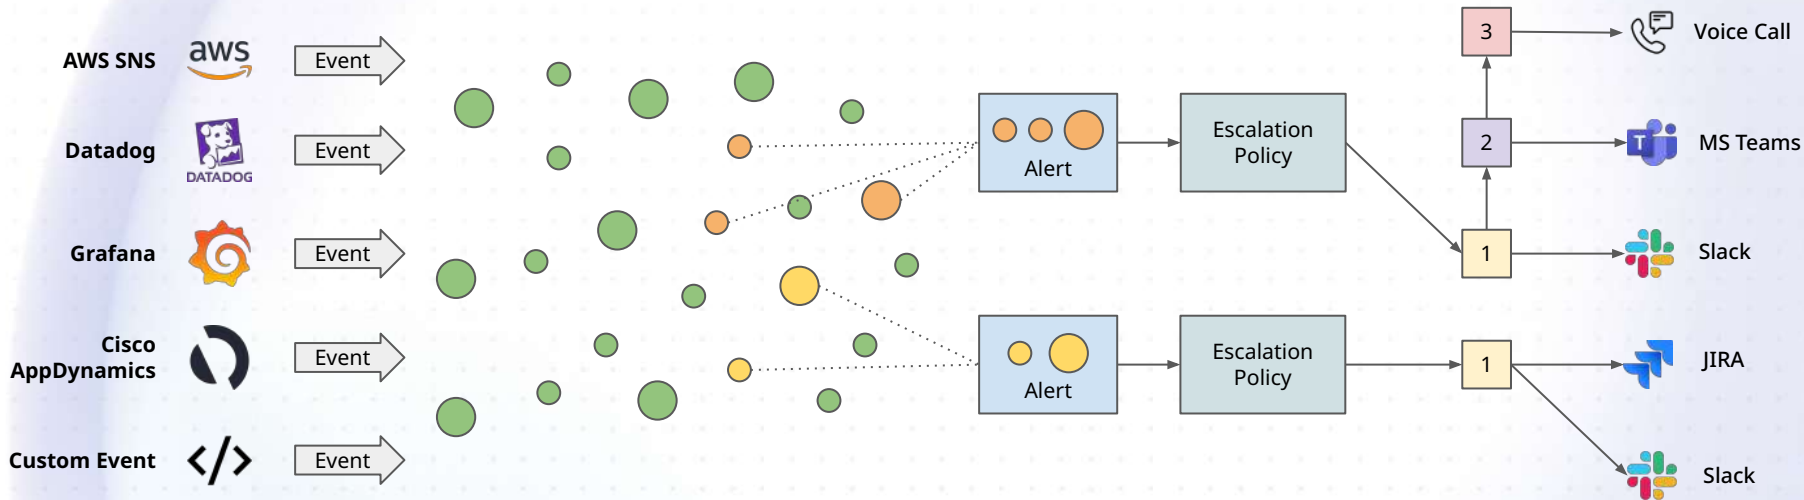 AWS SNS
aws
Event
Datadog
DATADOG
Event
Grafana
Event
Cisco
AppDynamics
Event
Custom Event
</>
Event
Alert
Escalation
Policy
3
Voice Call
2
T
MS Teams
1
Slack
Alert
Escalation
Policy
1
JIRA
Slack